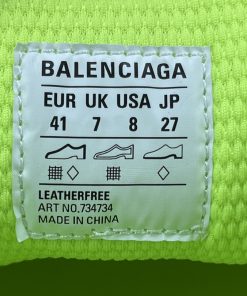 BALENCIAGA
EUR UK USA JP
41 7 8 27
LEATHERFREE
ART NO,734734
MADE IN CHINA